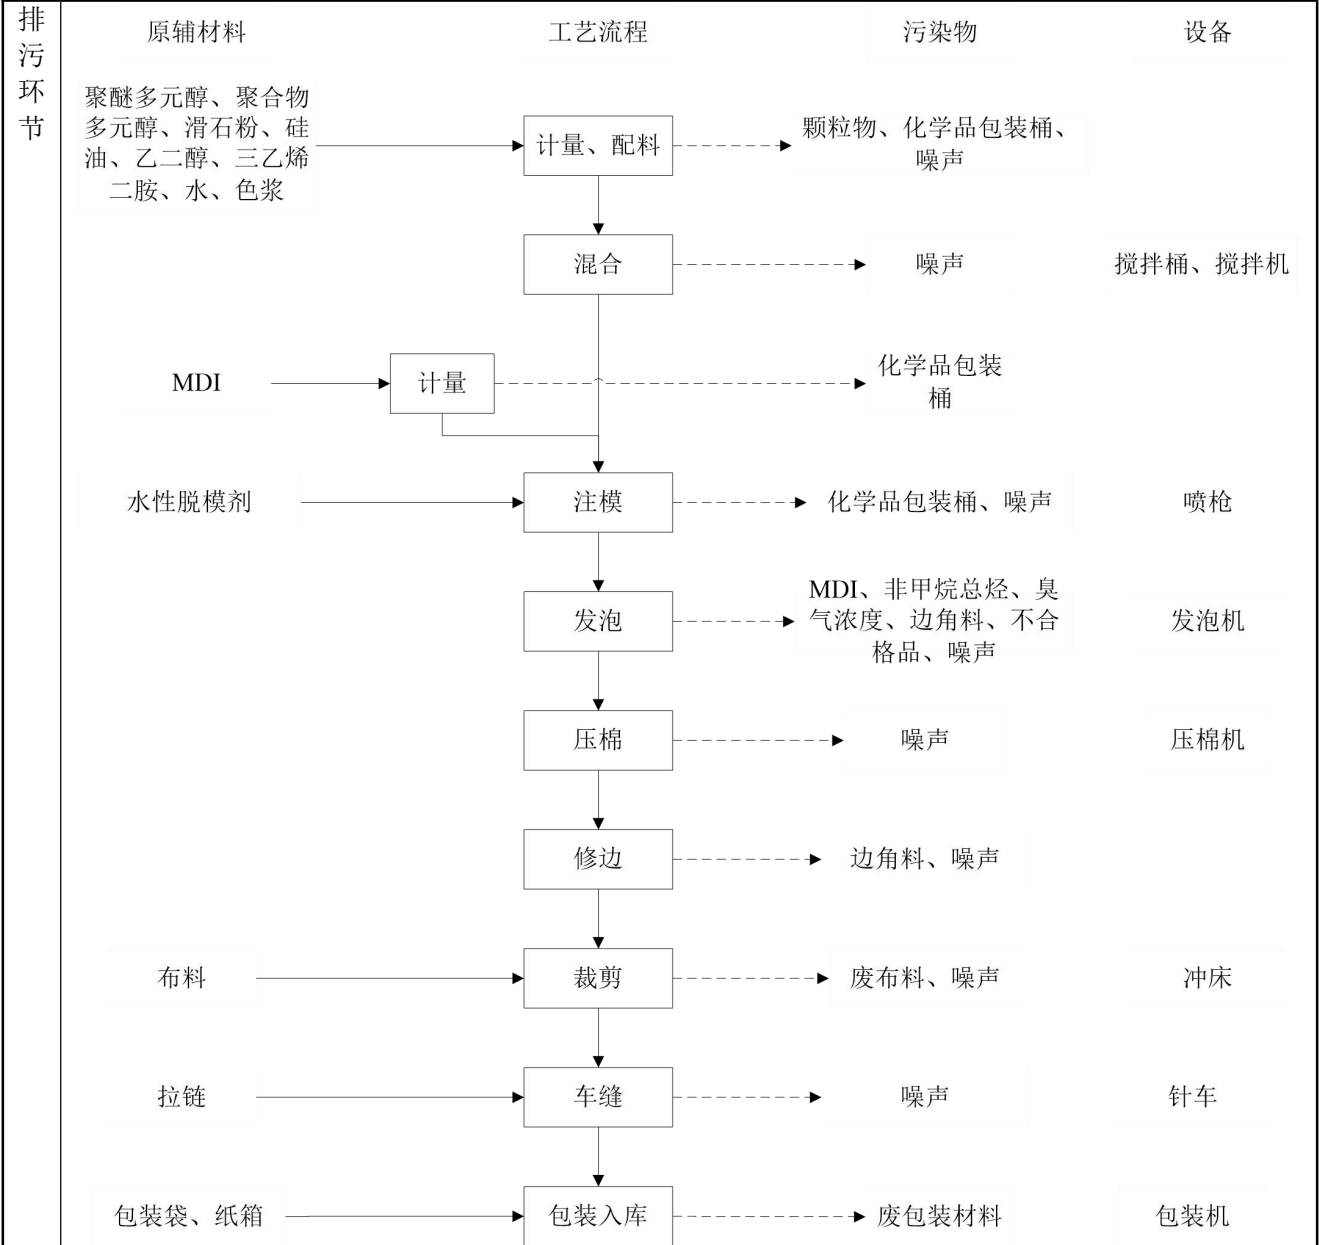 排
污
环
节
原辅材料 工艺流程 污染物 设备
聚醚多元醇、聚合物
多元醇、滑石粉、硅
油、乙二醇、三乙烯
二胺、水、色浆
计量、配料
颗粒物、化学品包装桶、
噪声
混合 噪声 搅拌桶、搅拌机
MDI 计量
化学品包装
桶
水性脱模剂 注模 化学品包装桶、噪声 喷枪
发泡
MDI、非甲烷总烃、臭
气浓度、边角料、不合
格品、噪声
发泡机
压棉 噪声 压棉机
修边 边角料、噪声
布料 裁剪 废布料、噪声 冲床
拉链 车缝 噪声 针车
包装袋、纸箱 包装入库 废包装材料 包装机